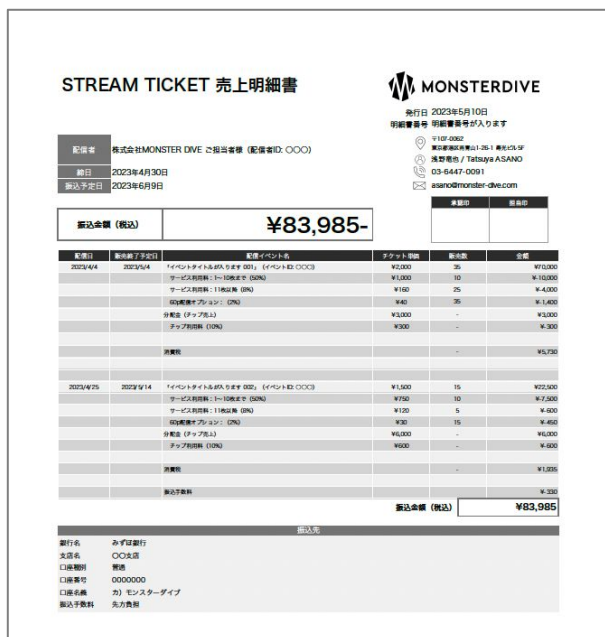 STREAM TICKET 売上明細書
MONSTERDIVE
発行日 2023年5月10日
明細書番号 明細書番号が入ります
〒107-0062
東京都港区南青山1-26-1 寿光ビル5F
浅野竜也 / Tatsuya ASANO
03-6447-0091
asano@monster-dive.com
配信者 株式会社MONSTER DIVE ご担当者様（配信者ID: 〇〇〇）
締日 2023年4月30日
振込予定日 2023年6月9日
承認印 担当印
振込金額（税込） ¥83,985-
配信日 販売終了予定日 配信イベント名 チケット単価 販売数 金額
2023/4/4 2023/5/4 「イベントタイトルが入ります 001」（イベントID: 〇〇〇） ¥2,000 35 ¥70,000
サービス利用料：1〜10枚まで（50%） ¥1,000 10 ¥-10,000
サービス利用料：11枚以降（8%） ¥160 25 ¥-4,000
60p配信オプション：（2%） ¥40 35 ¥-1,400
分配金（チップ売上） ¥3,000 - ¥3,000
チップ利用料（10%） ¥300 - ¥-300
消費税 - ¥5,730
2023/4/25 2023/5/14 「イベントタイトルが入ります 002」（イベントID: 〇〇〇） ¥1,500 15 ¥22,500
サービス利用料：1〜10枚まで（50%） ¥750 10 ¥-7,500
サービス利用料：11枚以降（8%） ¥120 5 ¥-600
60p配信オプション：（2%） ¥30 15 ¥-450
分配金（チップ売上） ¥6,000 - ¥6,000
チップ利用料（10%） ¥600 - ¥-600
消費税 - ¥1,935
振込手数料 ¥-330
振込金額（税込） ¥83,985
振込先
銀行名 みずほ銀行
支店名 〇〇支店
口座種別 普通
口座番号 0000000
口座名義 カ）モンスターダイブ
振込手数料 先方負担